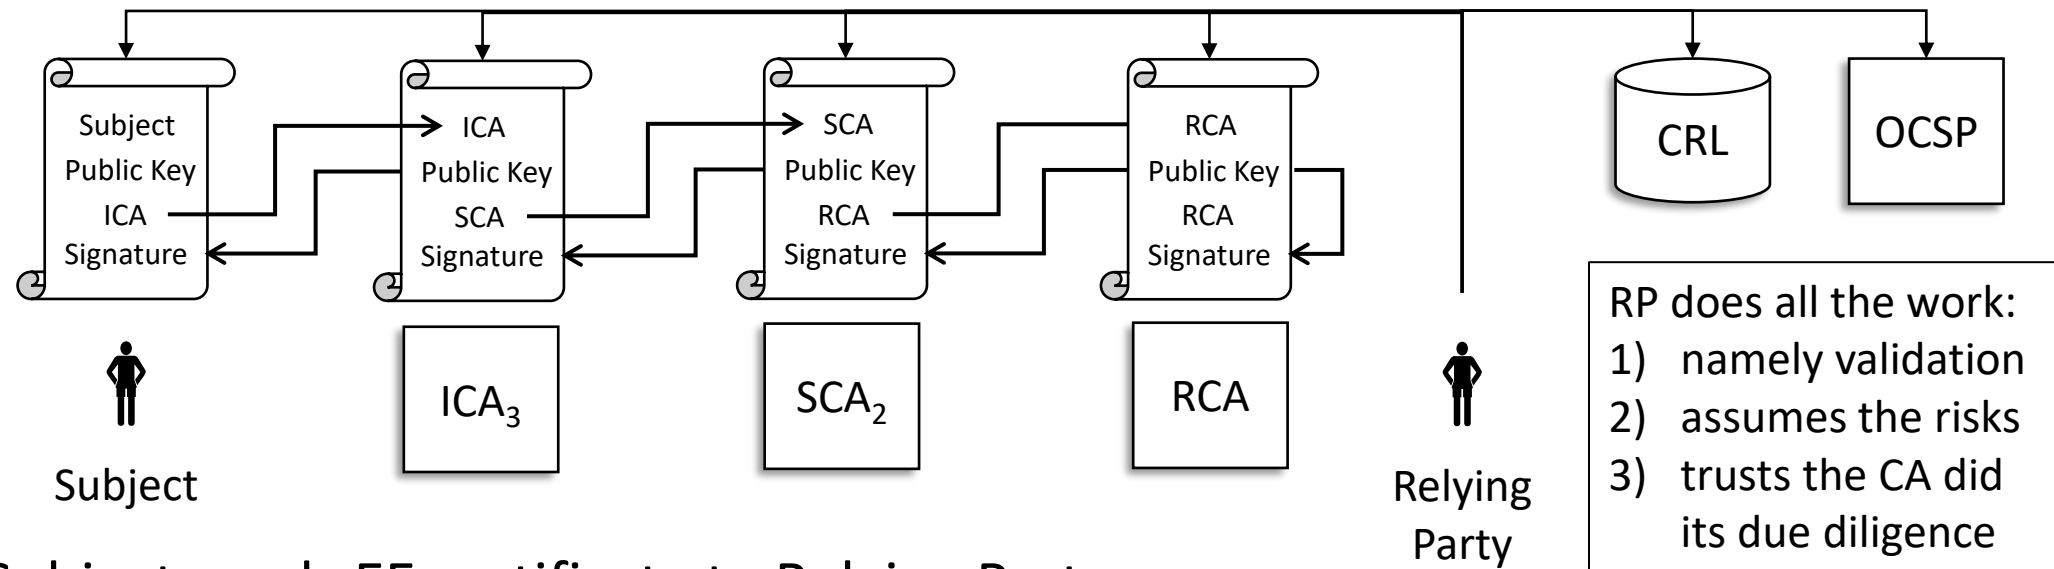 Subject
Public Key
ICA
Signature
ICA
Public Key
SCA
Signature
SCA
Public Key
RCA
Signature
RCA
Public Key
RCA
Signature
CRL
OCSP
Subject
ICA3
SCA2
RCA
Relying
Party
RP does all the work:
1) namely validation
2) assumes the risks
3) trusts the CA did
its due diligence